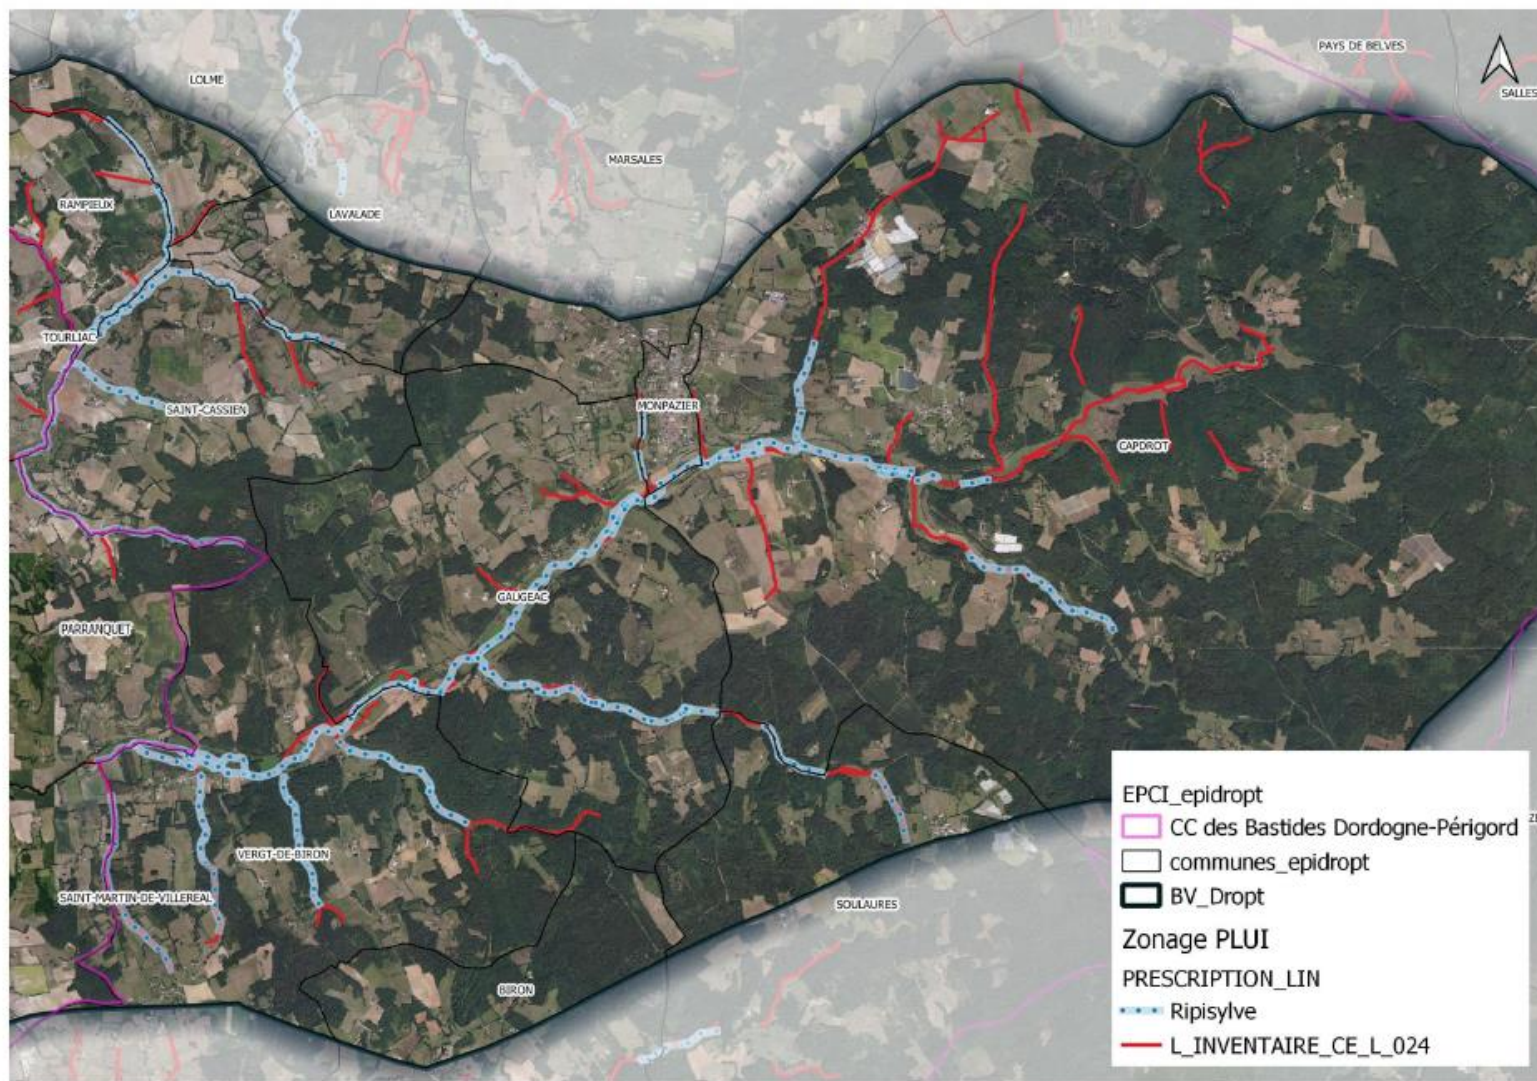 PAYS DE BELVES
LOLME
SALLES
MARSALES
RAMPIEUX
LAVALADE
TOURLIAC
SAINT-CASSIEN
MONPAZIER
CAPDROT
GAUGEAC
PARRANQUET
VERGT-DE-BIRON
SAINT-MARTIN-DE-VILLEREAL
SOULAURES
BIRON
EPCI_epidropt
CC des Bastides Dordogne-Périgord
communes_epidropt
BV_Dropt
Zonage PLUI
PRESCRIPTION_LIN
Ripisylve
L_INVENTAIRE_CE_L_024